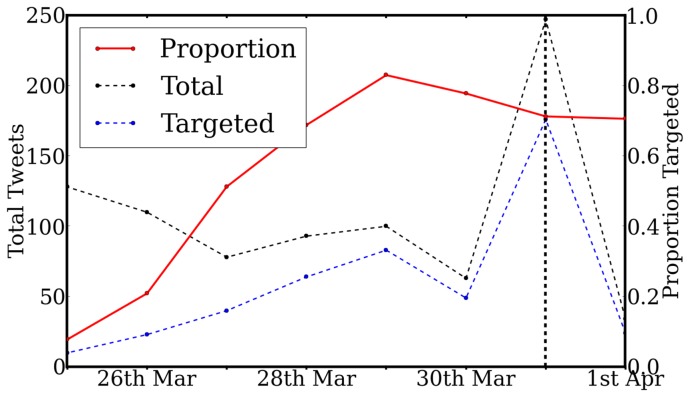 250
200
150
100
50
0
Total Tweets
Proportion
Total
Targeted
1.0
0.8
0.6
0.4
0.2
0.0
Proportion Targeted
26th Mar
28th Mar
30th Mar
1st Apr